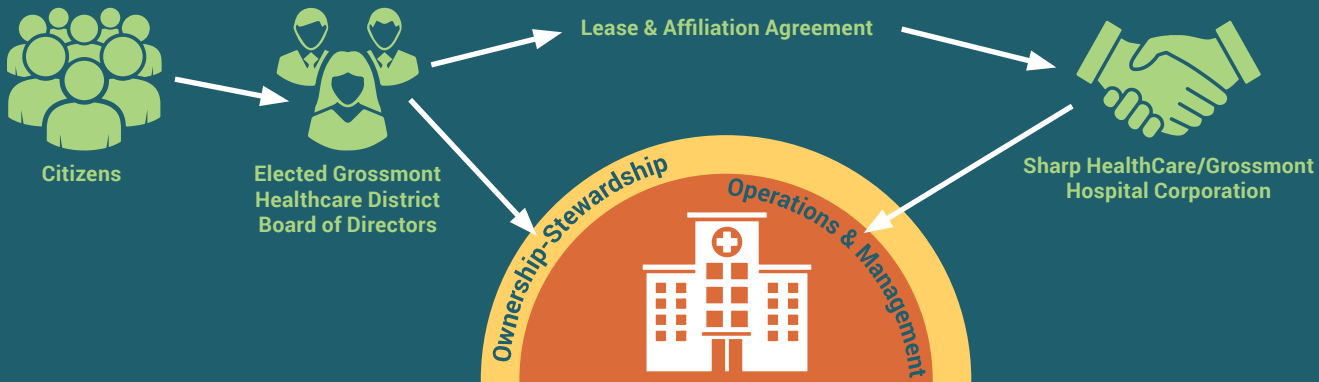 Lease & Affiliation Agreement
Citizens
Elected Grossmont
Healthcare District
Board of Directors
Sharp HealthCare/Grossmont
Hospital Corporation
Ownership-Stewardship
Operations & Management